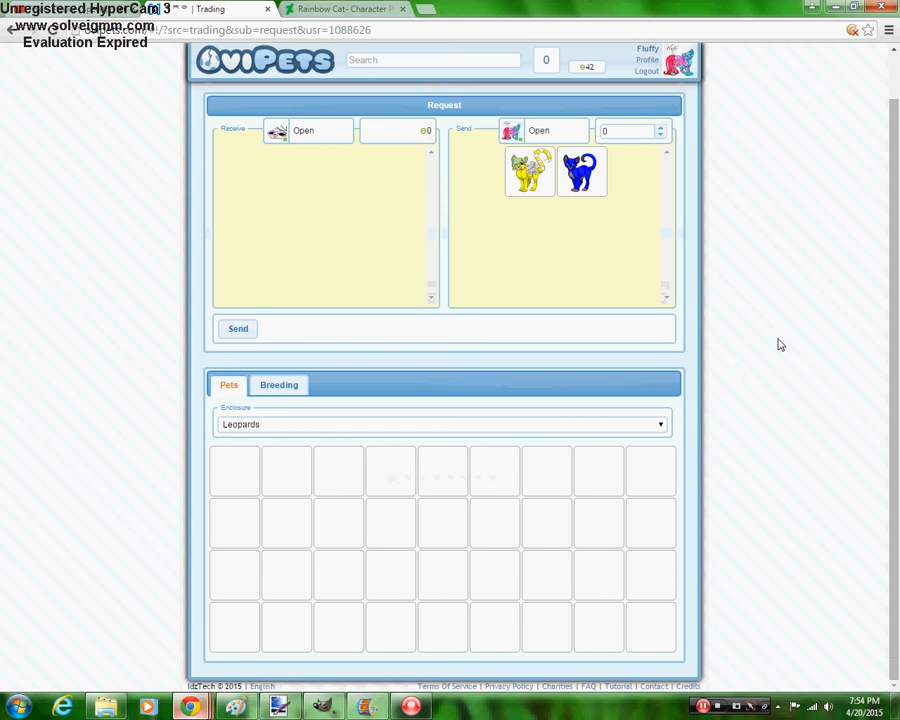 Unregistered HyperCam 3
www.solveigmm.com
Evaluation Expired
Trading
Rainbow Cat- Character P
ovipets.com/#!/?src=trading&sub=request&usr=1088626
OviPets
Search
0
42
Fluffy
Profile
Logout
Request
Receive
Open
0
Send
Open
0
Send
Pets
Breeding
Enclosure
Leopards
IdzTech © 2015 | English
Terms Of Service | Privacy Policy | Charities | FAQ | Tutorial | Contact | Credits
7:54 PM
4/20/2015